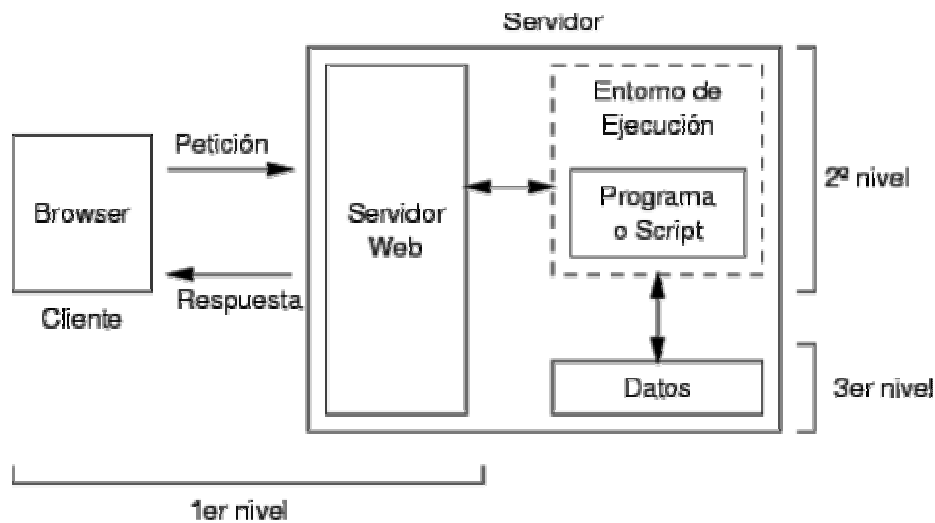 Servidor
Entorno de
Ejecución
Petición
2º nivel
Programa
o Script
Browser
Servidor
Web
Respuesta
Cliente
Datos
3er nivel
1er nivel